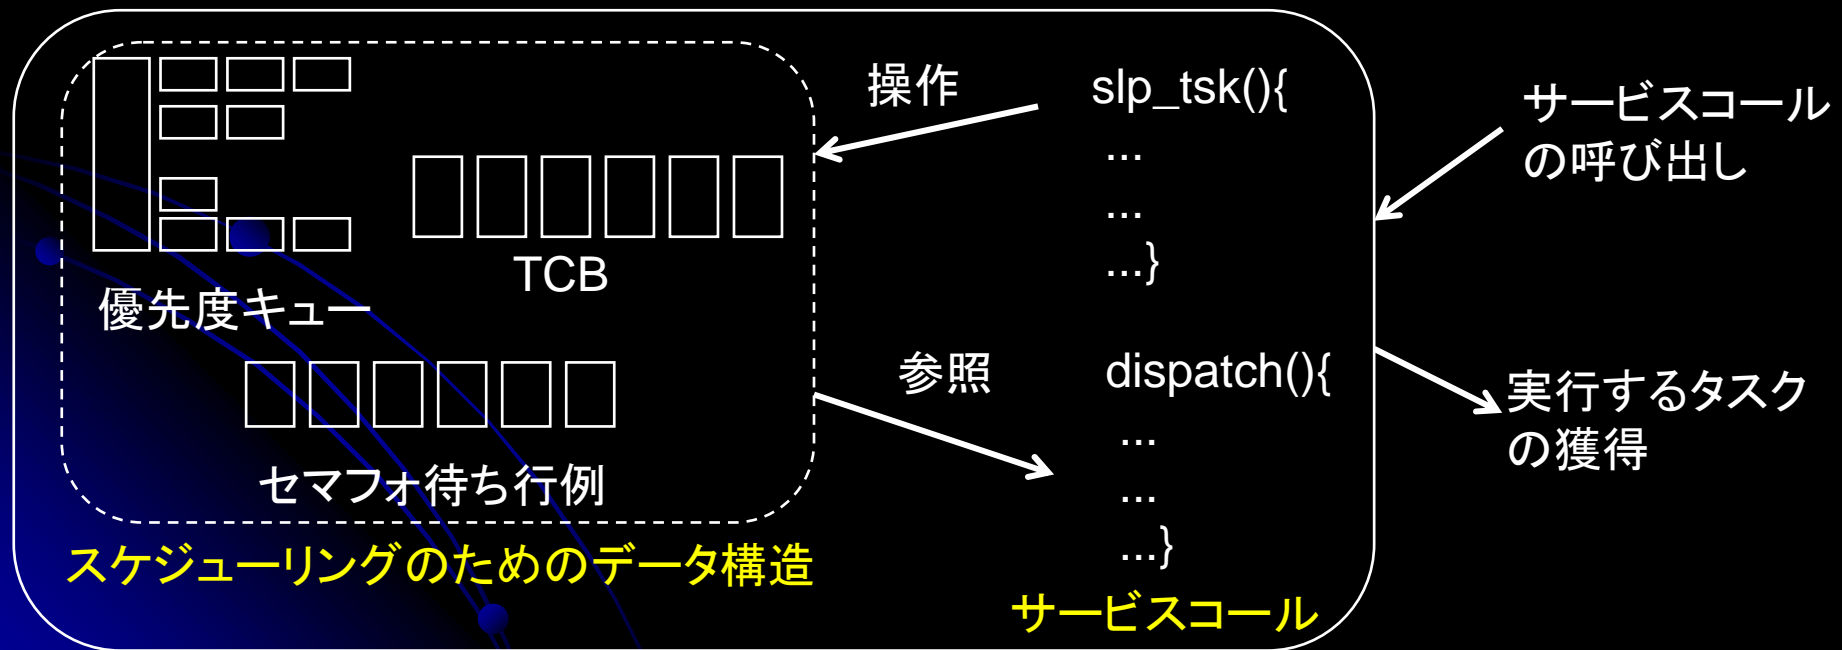 操作
slp_tsk(){
...
...
...}
サービスコール
の呼び出し
TCB
優先度キュー
参照
dispatch(){
...
...
...}
実行するタスク
の獲得
セマフォ待ち行例
スケジューリングのためのデータ構造
サービスコール